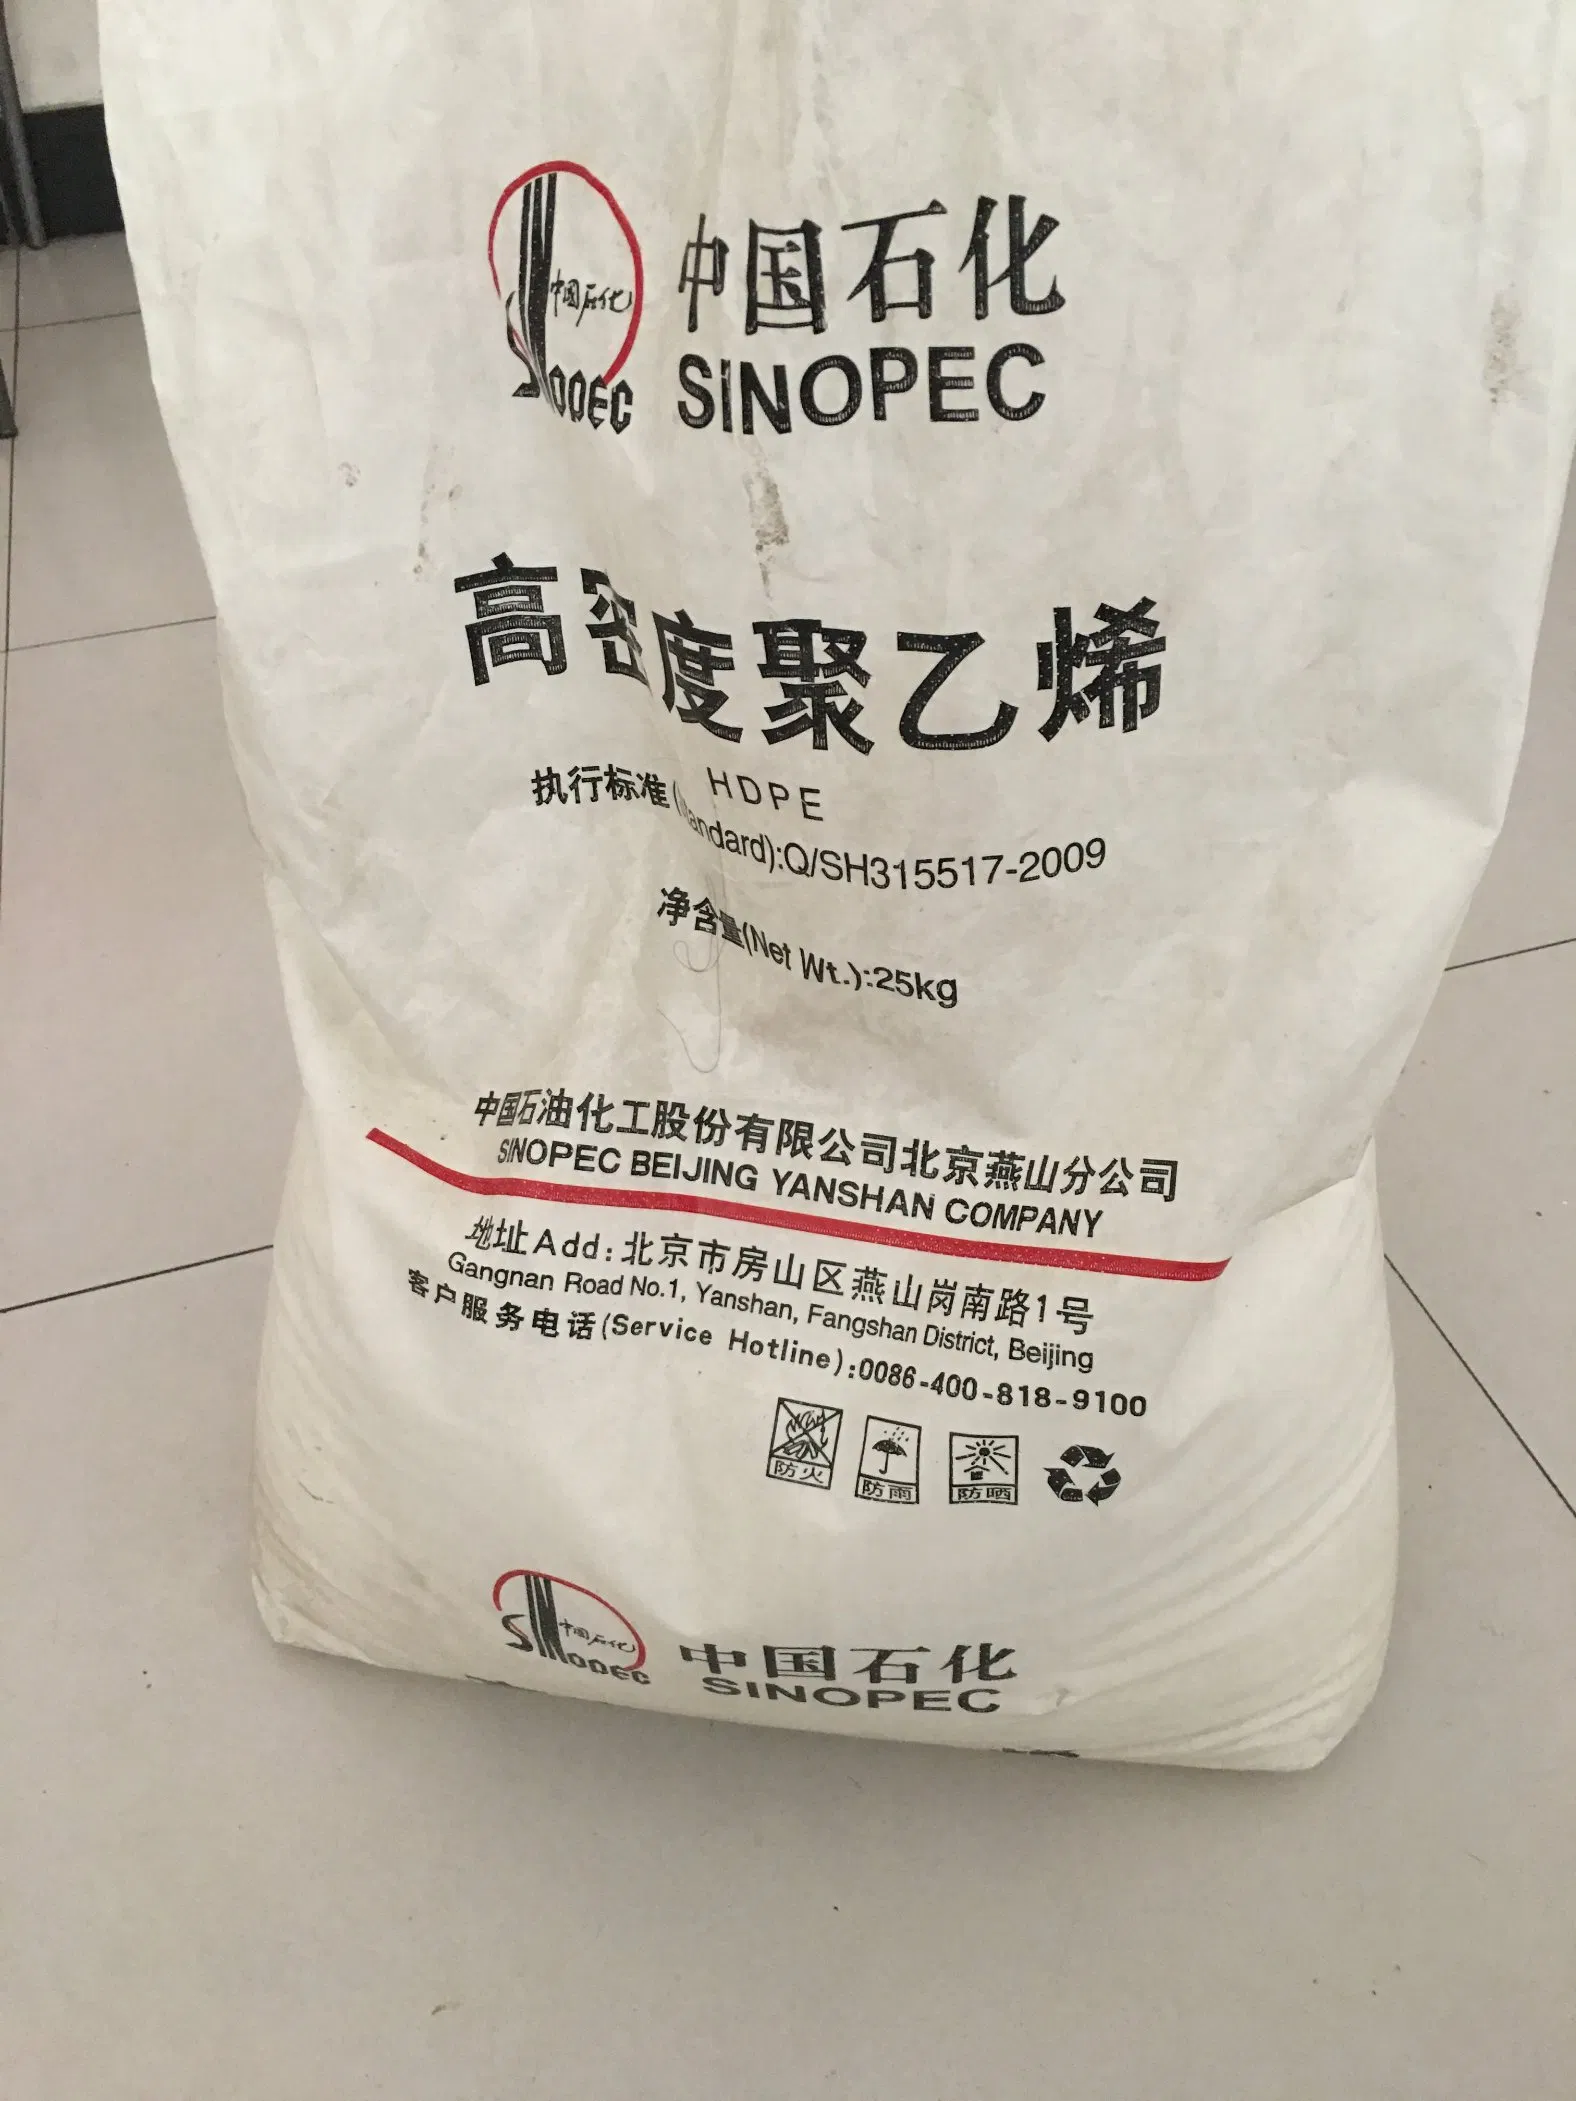 中国石化
SINOPEC
中国石化
SINOPEC
高密度聚乙烯
HDPE
执行标准(Standard):Q/SH315517-2009
净含量(Net Wt.):25kg
中国石油化工股份有限公司北京燕山分公司
SINOPEC BEIJING YANSHAN COMPANY
地址Add:北京市房山区燕山岗南路1号
Gangnan Road No.1, Yanshan, Fangshan District, Beijing
客户服务电话(Service Hotline):0086-400-818-9100
防火 防雨 防晒
中国石化
SINOPEC
中国石化
SINOPEC